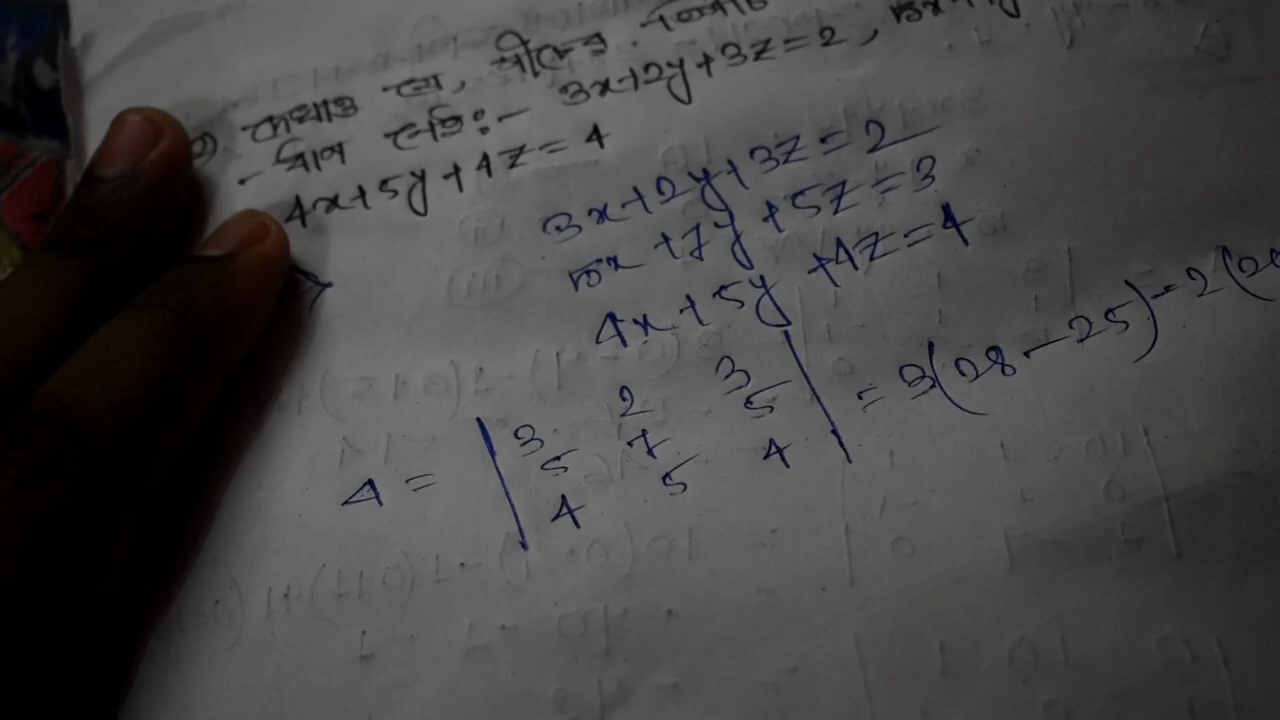 দেখাও যে, নীচের
মান নেই:- 3x+2y+3z=2,
4x+5y+4z=4
3x+2y+3z=2
5x+7y+5z=3
4x+5y+4z=4
Δ = | 3 2 3 | = 3(28-25)-2(20
5 7 5
4 5 4